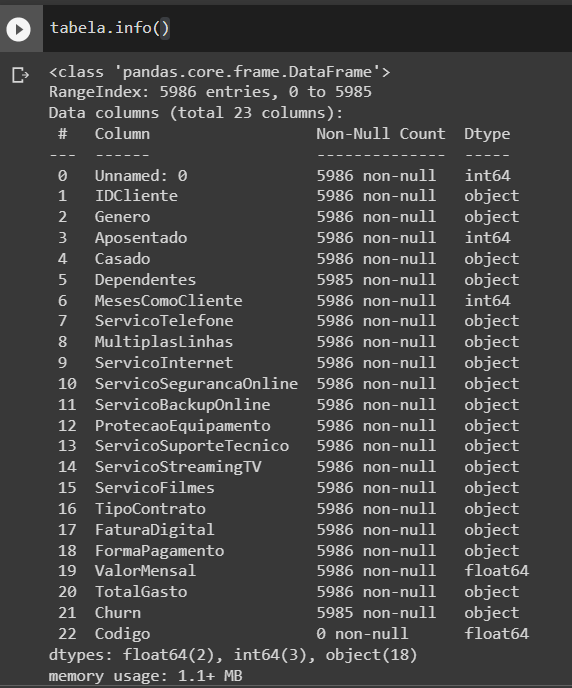 tabela.info()
<class 'pandas.core.frame.DataFrame'>
RangeIndex: 5986 entries, 0 to 5985
Data columns (total 23 columns):
 #   Column                  Non-Null Count  Dtype
---  ------                  --------------  -----
 0   Unnamed: 0              5986 non-null   int64
 1   IDCliente               5986 non-null   object
 2   Genero                  5986 non-null   object
 3   Aposentado              5986 non-null   int64
 4   Casado                  5986 non-null   object
 5   Dependentes             5985 non-null   object
 6   MesesComoCliente        5986 non-null   int64
 7   ServicoTelefone         5986 non-null   object
 8   MultiplasLinhas         5986 non-null   object
 9   ServicoInternet         5986 non-null   object
 10  ServicoSegurancaOnline  5986 non-null   object
 11  ServicoBackupOnline     5986 non-null   object
 12  ProtecaoEquipamento     5986 non-null   object
 13  ServicoSuporteTecnico   5986 non-null   object
 14  ServicoStreamingTV      5986 non-null   object
 15  ServicoFilmes           5986 non-null   object
 16  TipoContrato            5986 non-null   object
 17  FaturaDigital           5986 non-null   object
 18  FormaPagamento          5986 non-null   object
 19  ValorMensal             5986 non-null   float64
 20  TotalGasto              5986 non-null   object
 21  Churn                   5985 non-null   object
 22  Codigo                  0 non-null      float64
dtypes: float64(2), int64(3), object(18)
memory usage: 1.1+ MB